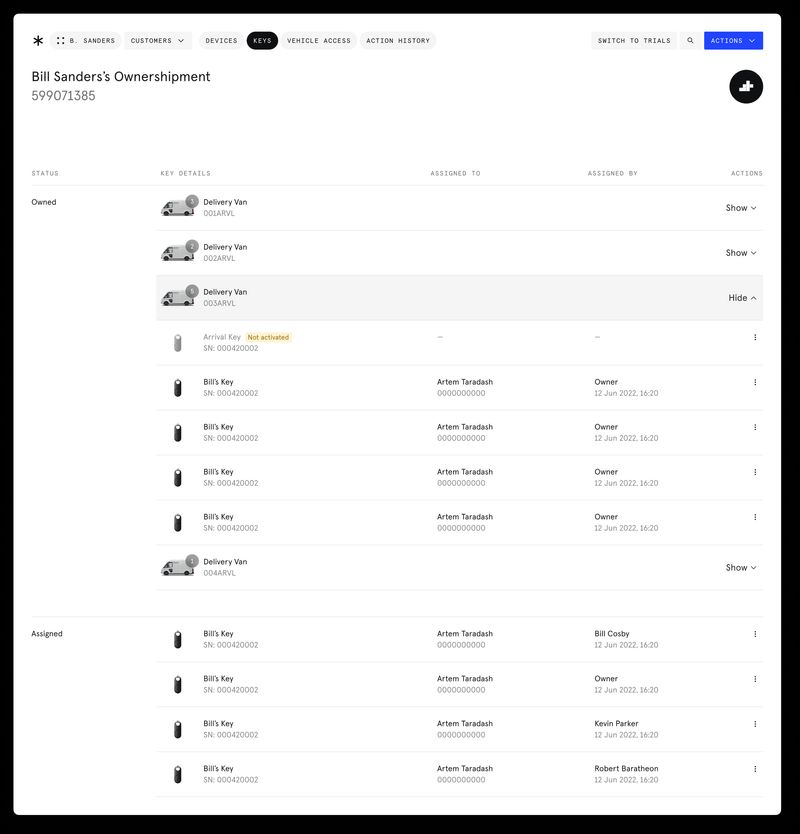 B. SANDERS
CUSTOMERS
DEVICES
KEYS
VEHICLE ACCESS
ACTION HISTORY
SWITCH TO TRIALS
ACTIONS
Bill Sanders's Ownershipment
599071385
STATUS KEY DETAILS ASSIGNED TO ASSIGNED BY ACTIONS
Owned
3
Delivery Van
001ARVL
Show
2
Delivery Van
002ARVL
Show
5
Delivery Van
003ARVL
Hide
Arrival Key Not activated — —
SN: 000420002
Bill's Key Artem Taradash Owner
SN: 000420002 0000000000 12 Jun 2022, 16:20
Bill's Key Artem Taradash Owner
SN: 000420002 0000000000 12 Jun 2022, 16:20
Bill's Key Artem Taradash Owner
SN: 000420002 0000000000 12 Jun 2022, 16:20
Bill's Key Artem Taradash Owner
SN: 000420002 0000000000 12 Jun 2022, 16:20
1
Delivery Van
004ARVL
Show
Assigned
Bill's Key Artem Taradash Bill Cosby
SN: 000420002 0000000000 12 Jun 2022, 16:20
Bill's Key Artem Taradash Owner
SN: 000420002 0000000000 12 Jun 2022, 16:20
Bill's Key Artem Taradash Kevin Parker
SN: 000420002 0000000000 12 Jun 2022, 16:20
Bill's Key Artem Taradash Robert Baratheon
SN: 000420002 0000000000 12 Jun 2022, 16:20